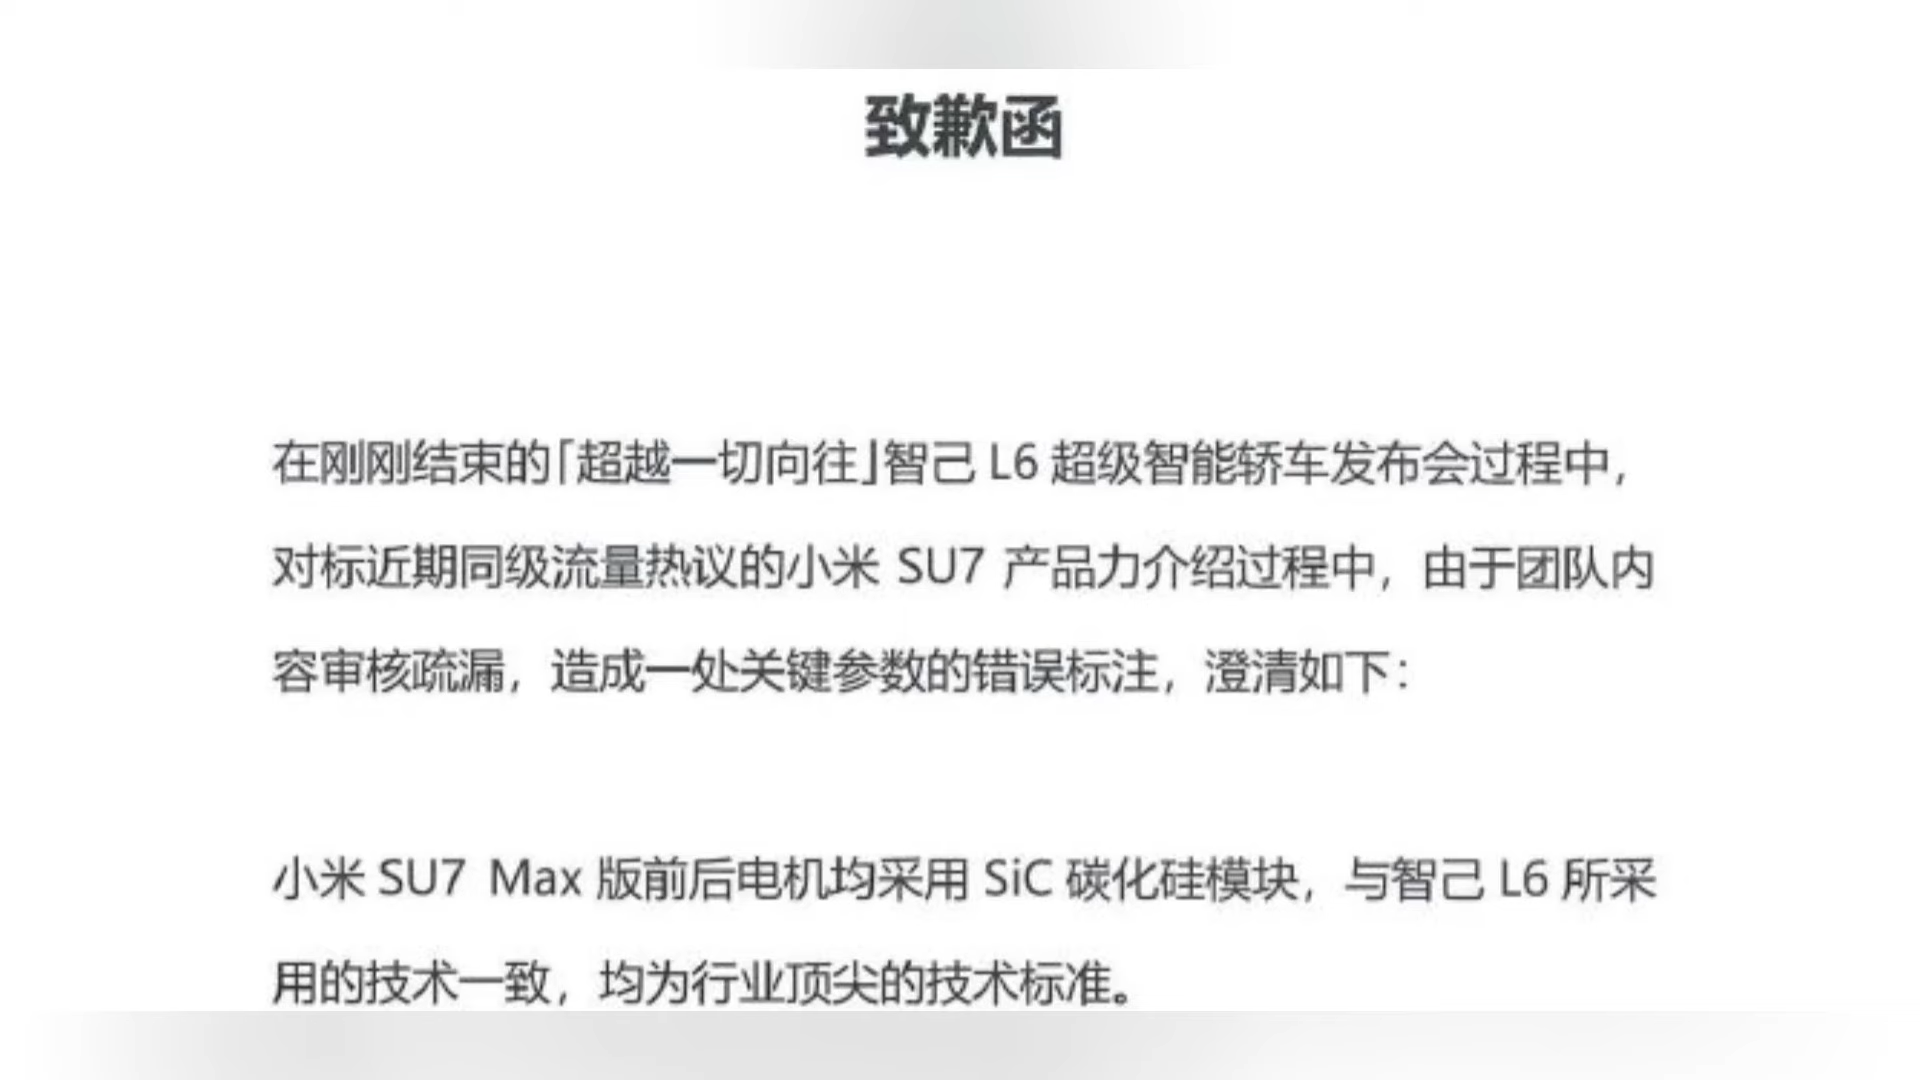 致歉函
在刚刚结束的「超越一切向往」智己 L6 超级智能轿车发布会过程中，
对标近期同级流量热议的小米 SU7 产品力介绍过程中，由于团队内
容审核疏漏，造成一处关键参数的错误标注，澄清如下：
小米 SU7 Max 版前后电机均采用 SiC 碳化硅模块，与智己 L6 所采
用的技术一致，均为行业顶尖的技术标准。